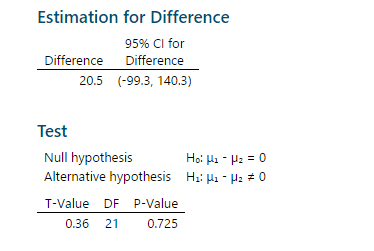 Estimation for Difference
95% CI for
Difference Difference
20.5 (-99.3, 140.3)
Test
Null hypothesis H₀: μ₁ - µ₂ = 0
Alternative hypothesis H₁: μ₁ - µ₂ ≠ 0
T-Value DF P-Value
0.36 21 0.725